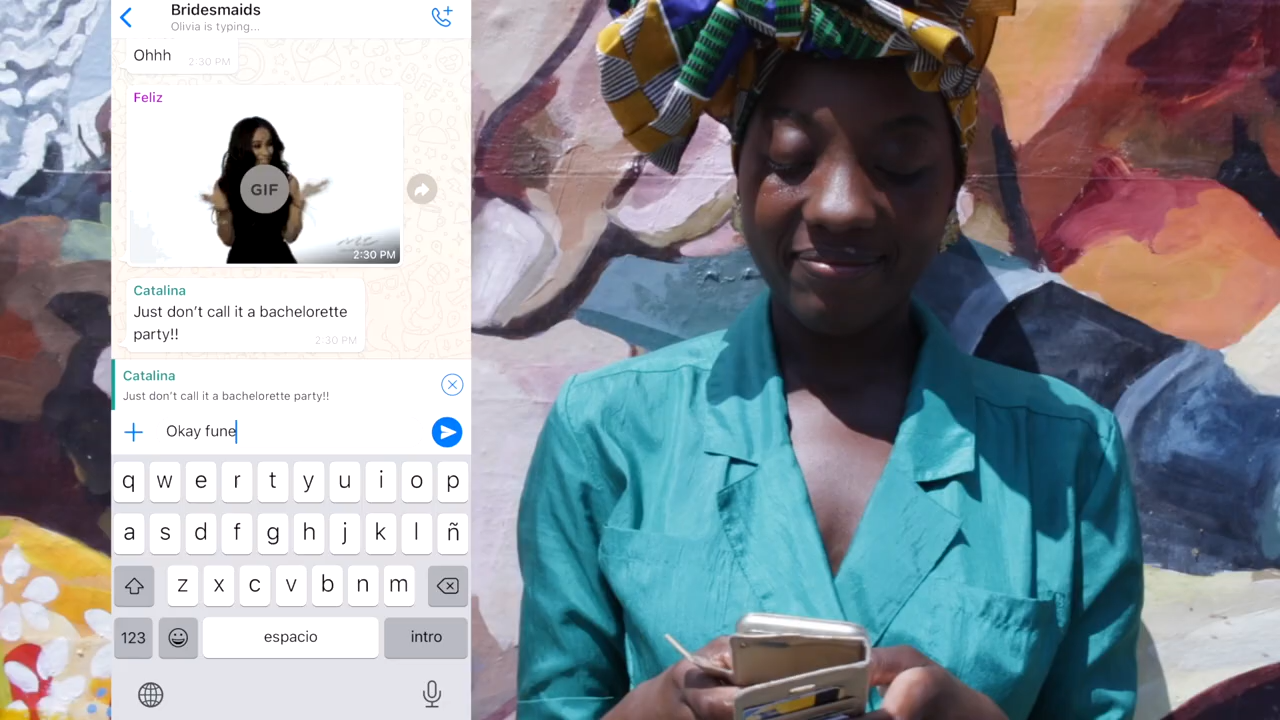 Bridesmaids
Olivia is typing...
Ohhh 2:30 PM
Feliz
GIF
2:30 PM
Catalina
Just don't call it a bachelorette
party!!
2:30 PM
Catalina
Just don't call it a bachelorette party!!
Okay fune
q w e r t y u i o p
a s d f g h j k l ñ
z x c v b n m
123 espacio intro